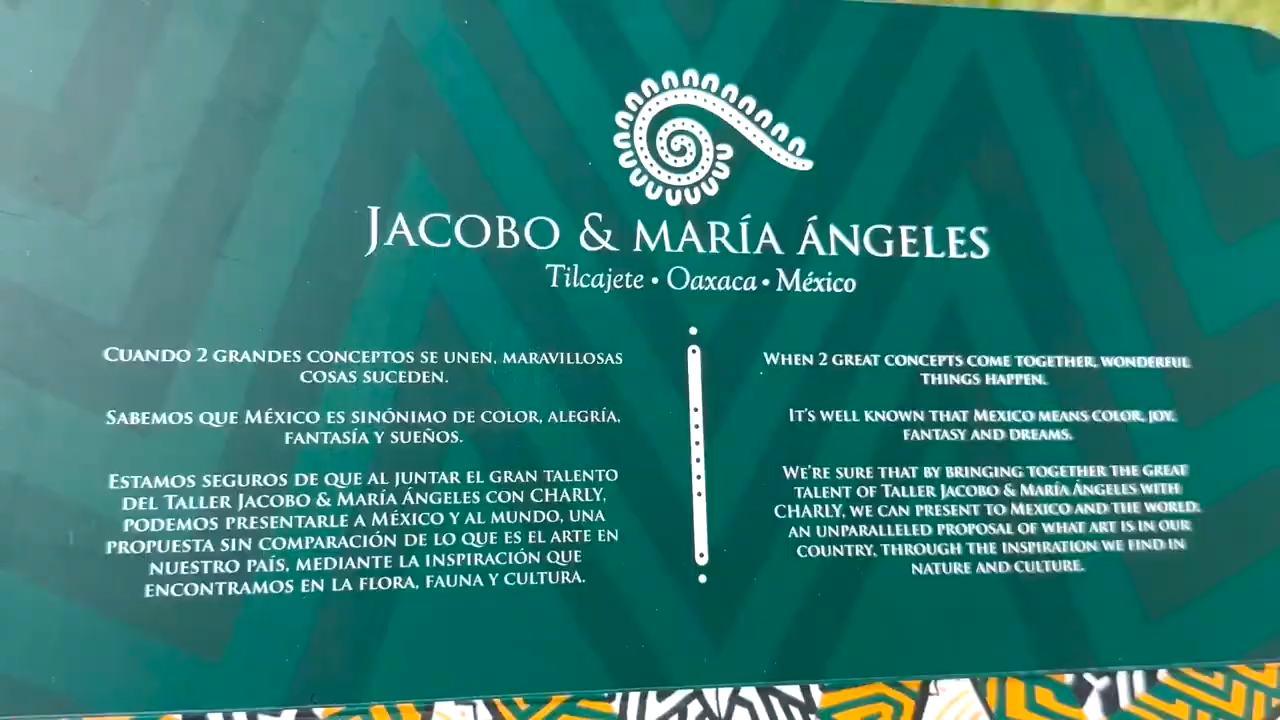 JACOBO & MARÍA ÁNGELES
Tilcajete • Oaxaca • México
CUANDO 2 GRANDES CONCEPTOS SE UNEN, MARAVILLOSAS
COSAS SUCEDEN.
SABEMOS QUE MÉXICO ES SINÓNIMO DE COLOR, ALEGRÍA,
FANTASÍA Y SUEÑOS.
ESTAMOS SEGUROS DE QUE AL JUNTAR EL GRAN TALENTO
DEL TALLER JACOBO & MARÍA ÁNGELES CON CHARLY,
PODEMOS PRESENTARLE A MÉXICO Y AL MUNDO, UNA
PROPUESTA SIN COMPARACIÓN DE LO QUE ES EL ARTE EN
NUESTRO PAÍS, MEDIANTE LA INSPIRACIÓN QUE
ENCONTRAMOS EN LA FLORA, FAUNA Y CULTURA.
WHEN 2 GREAT CONCEPTS COME TOGETHER, WONDERFUL
THINGS HAPPEN.
IT'S WELL KNOWN THAT MEXICO MEANS COLOR, JOY,
FANTASY AND DREAMS.
WE'RE SURE THAT BY BRINGING TOGETHER THE GREAT
TALENT OF TALLER JACOBO & MARÍA ÁNGELES WITH
CHARLY, WE CAN PRESENT TO MEXICO AND THE WORLD,
AN UNPARALLELED PROPOSAL OF WHAT ART IS IN OUR
COUNTRY, THROUGH THE INSPIRATION WE FIND IN
NATURE AND CULTURE.